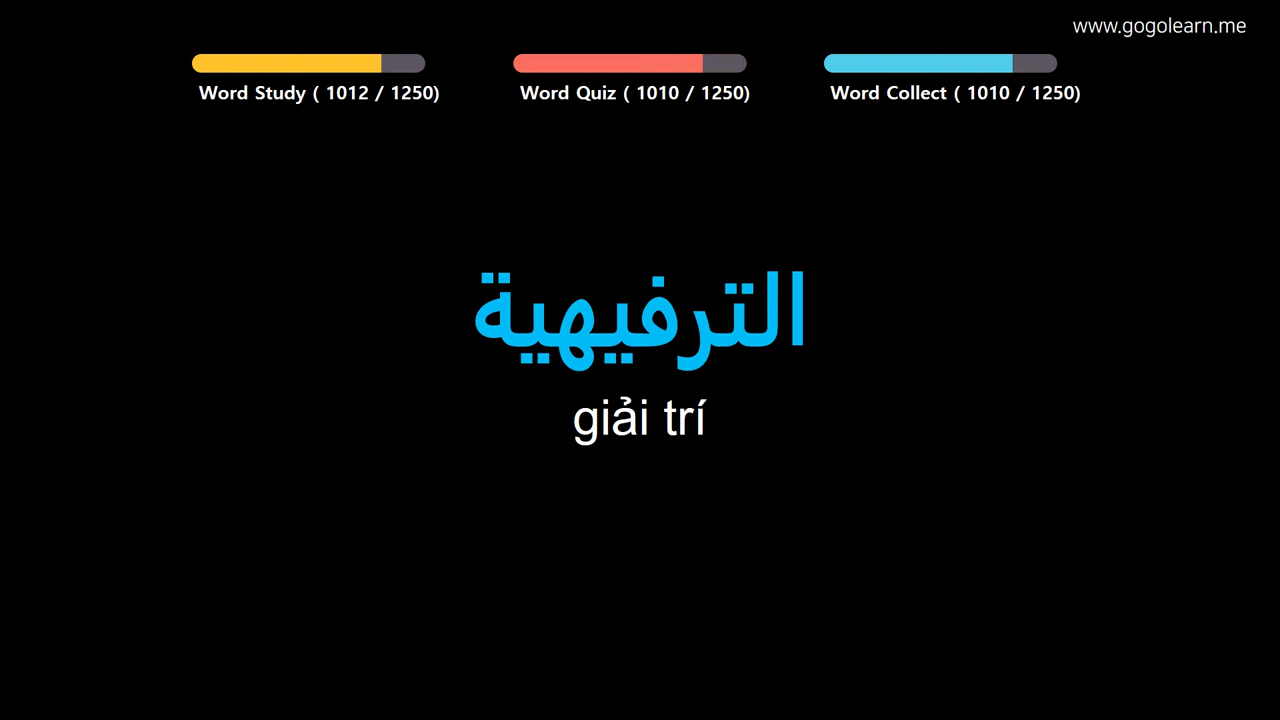 www.gogolearn.me
Word Study ( 1012 / 1250)
Word Quiz ( 1010 / 1250)
Word Collect ( 1010 / 1250)
الترفيهية
giải trí